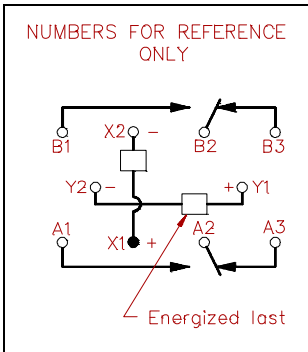 NUMBERS FOR REFERENCE
ONLY
X2 -
B1 B2 B3
Y2 - + Y1
A1 X1 + A2 A3
Energized last